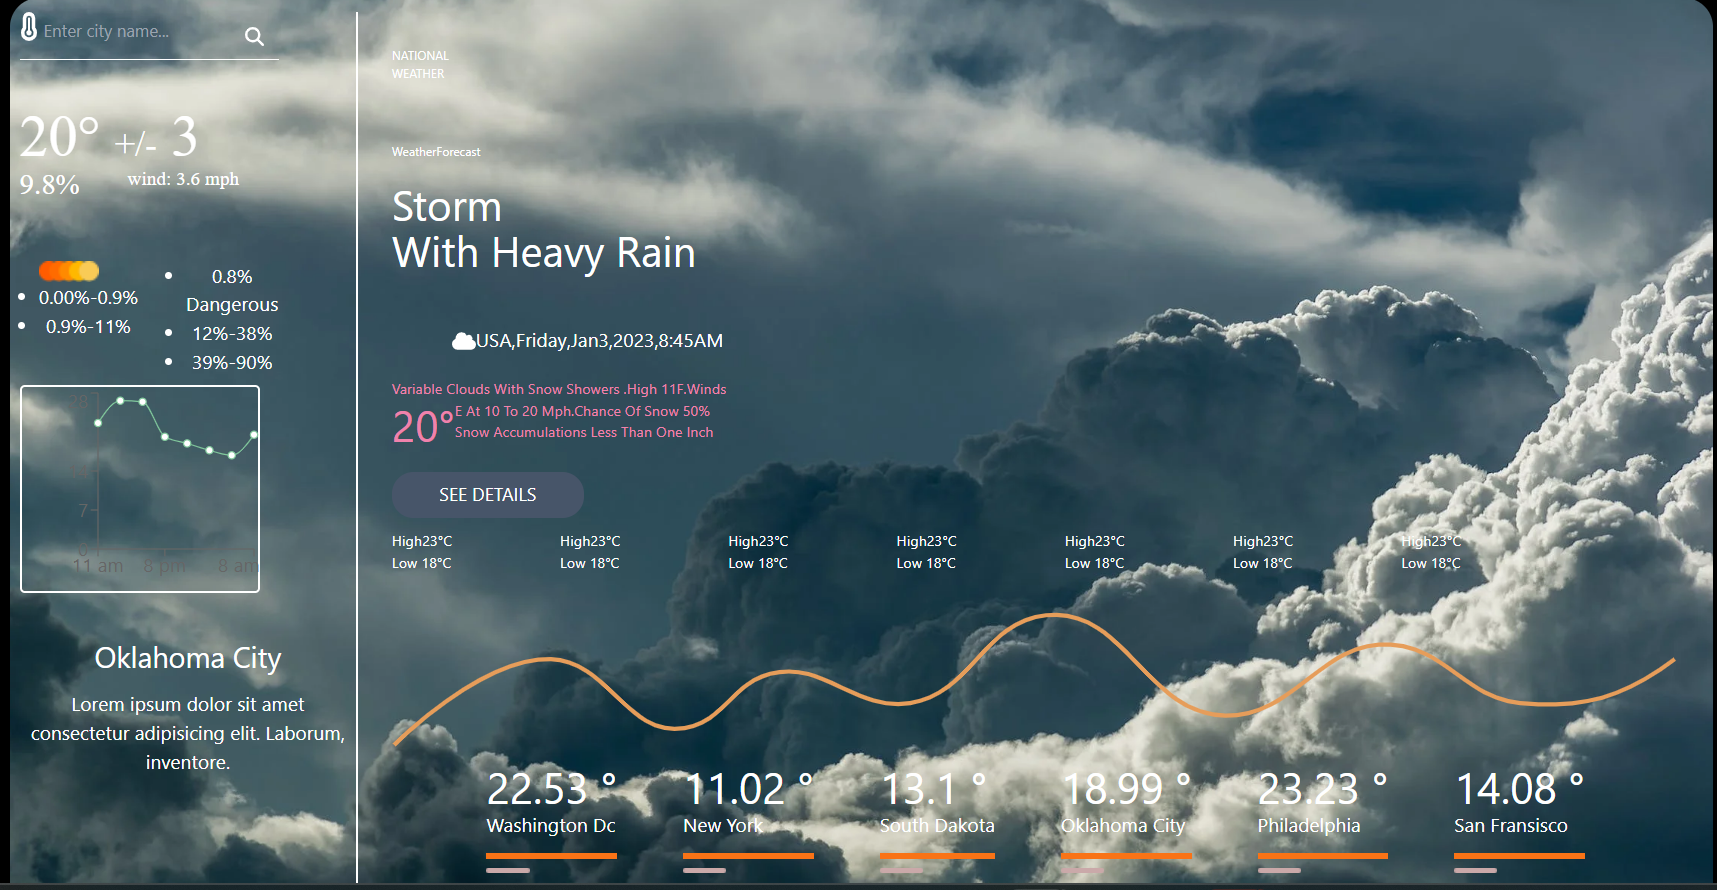 Enter city name...
20° +/- 3
9.8% wind: 3.6 mph
0.00%-0.9%
0.9%-11%
0.8%
Dangerous
12%-38%
39%-90%
28
7
0
11 am 8 pm 8 am
Oklahoma City
Lorem ipsum dolor sit amet
consectetur adipisicing elit. Laborum,
inventore.
NATIONAL
WEATHER
WeatherForecast
Storm
With Heavy Rain
USA,Friday,Jan3,2023,8:45AM
Variable Clouds With Snow Showers .High 11F.Winds
20° E At 10 To 20 Mph.Chance Of Snow 50%
Snow Accumulations Less Than One Inch
SEE DETAILS
High23°C High23°C High23°C High23°C High23°C High23°C High23°C
Low 18°C Low 18°C Low 18°C Low 18°C Low 18°C Low 18°C Low 18°C
22.53 ° 11.02 ° 13.1 ° 18.99 ° 23.23 ° 14.08 °
Washington Dc New York South Dakota Oklahoma City Philadelphia San Fransisco